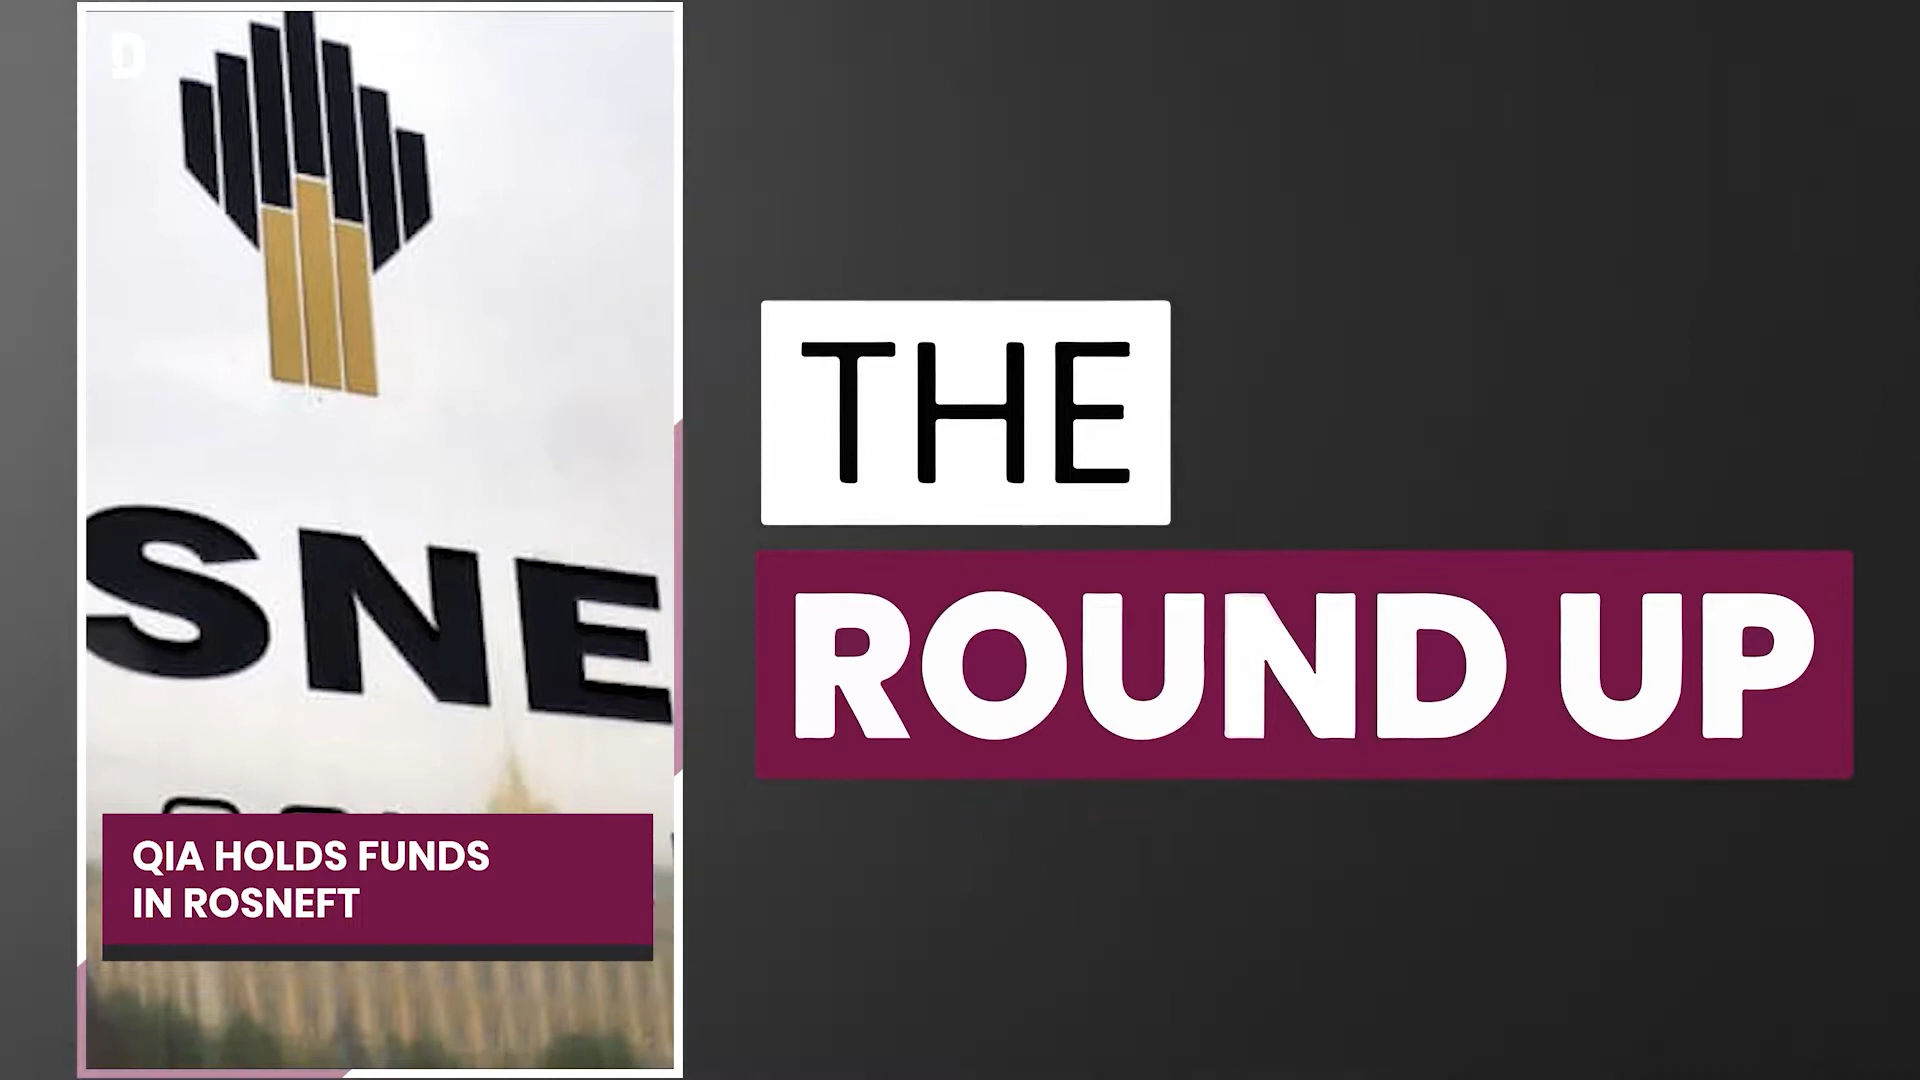 D
SNE
QIA HOLDS FUNDS
IN ROSNEFT
THE
ROUND UP